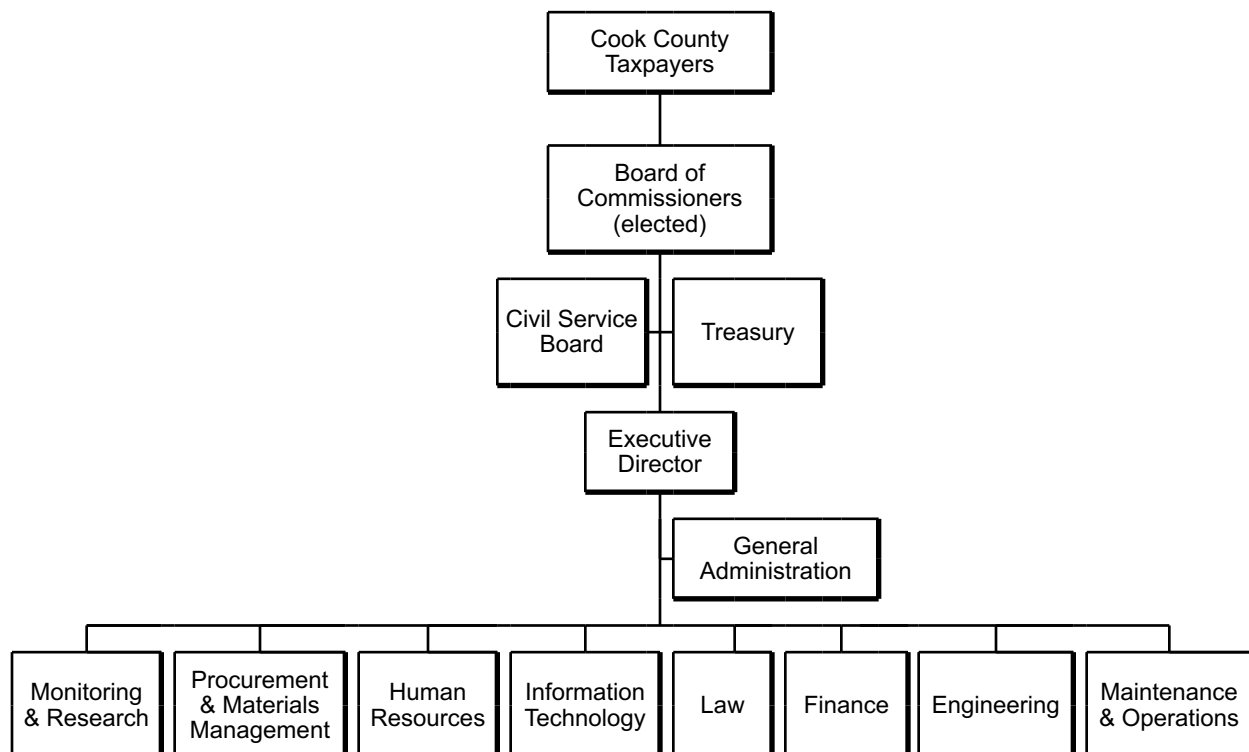 Cook County
Taxpayers
Board of
Commissioners
(elected)
Civil Service
Board
Treasury
Executive
Director
General
Administration
Monitoring
& Research
Procurement
& Materials
Management
Human
Resources
Information
Technology
Law
Finance
Engineering
Maintenance
& Operations